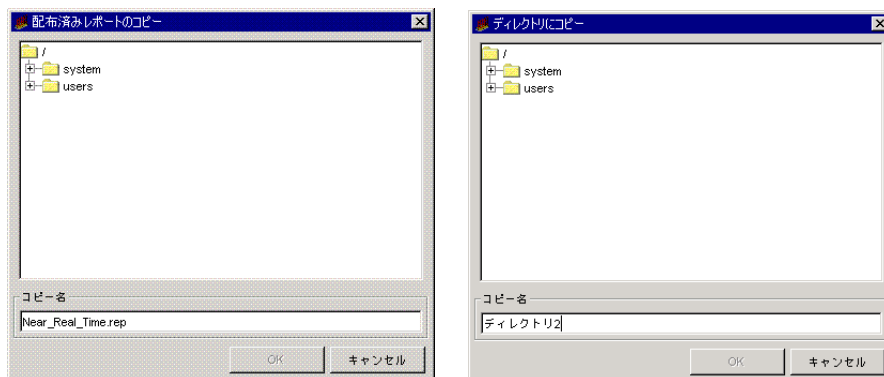 配布済みレポートのコピー
/
system
users
コピー名
Near_Real_Time.rep
OK
キャンセル
ディレクトリにコピー
/
system
users
コピー名
ディレクトリ2
OK
キャンセル